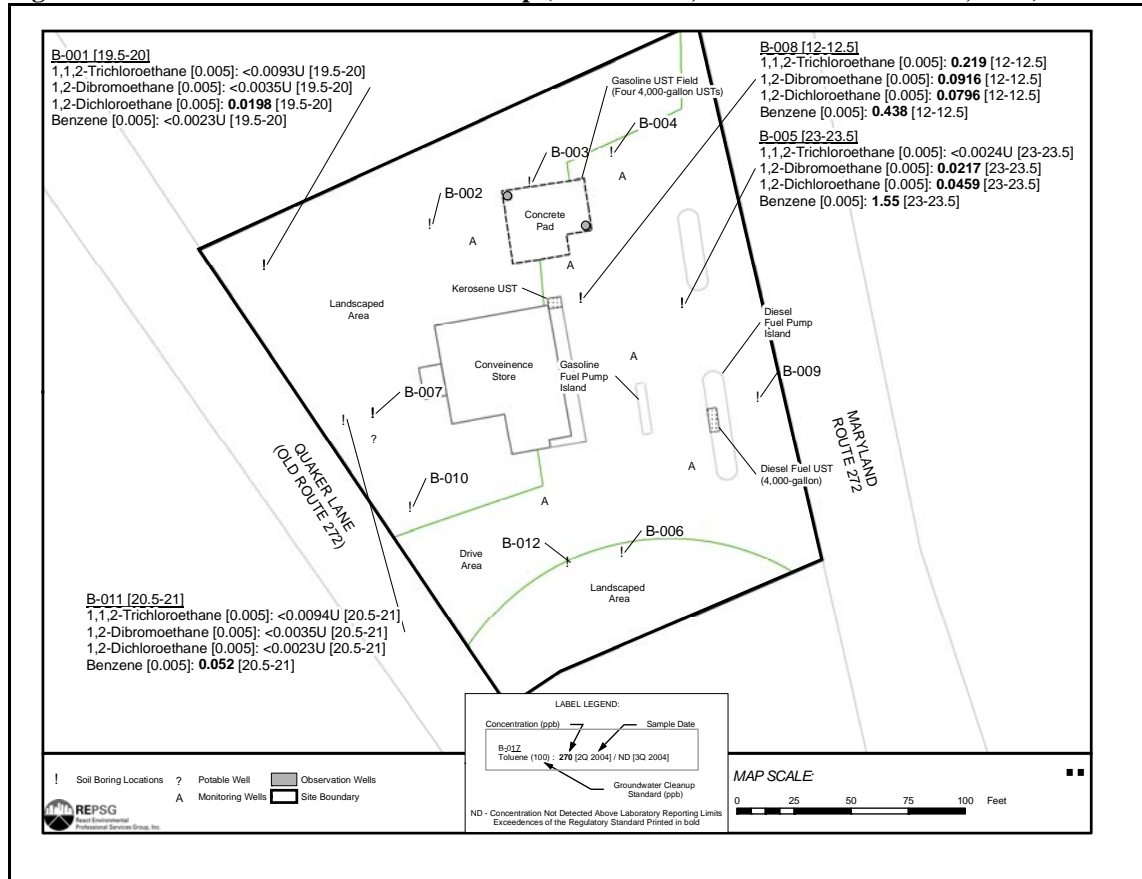 B-001 [19.5-20]
1,1,2-Trichloroethane [0.005]: <0.0093U [19.5-20]
1,2-Dibromoethane [0.005]: <0.0035U [19.5-20]
1,2-Dichloroethane [0.005]: 0.0198 [19.5-20]
Benzene [0.005]: <0.0023U [19.5-20]
B-008 [12-12.5]
1,1,2-Trichloroethane [0.005]: 0.219 [12-12.5]
1,2-Dibromoethane [0.005]: 0.0916 [12-12.5]
1,2-Dichloroethane [0.005]: 0.0796 [12-12.5]
Benzene [0.005]: 0.438 [12-12.5]
B-005 [23-23.5]
1,1,2-Trichloroethane [0.005]: <0.0024U [23-23.5]
1,2-Dibromoethane [0.005]: 0.0217 [23-23.5]
1,2-Dichloroethane [0.005]: 0.0459 [23-23.5]
Benzene [0.005]: 1.55 [23-23.5]
Gasoline UST Field
(Four 4,000-gallon USTs)
! B-004
! B-003
A
! B-002
Concrete
Pad
A
A
!
Kerosene UST
!
!
Landscaped
Area
Diesel
Fuel Pump
Island
Conveinence
Store
Gasoline
Fuel Pump
Island
A
! B-009
! B-007
!
?
MARYLAND
ROUTE 272
QUAKER LANE
(OLD ROUTE 272)
A
Diesel Fuel UST
(4,000-gallon)
! B-010
A
B-012 !
! B-006
Drive
Area
Landscaped
Area
B-011 [20.5-21]
1,1,2-Trichloroethane [0.005]: <0.0094U [20.5-21]
1,2-Dibromoethane [0.005]: <0.0035U [20.5-21]
1,2-Dichloroethane [0.005]: <0.0023U [20.5-21]
Benzene [0.005]: 0.052 [20.5-21]
LABEL LEGEND:
Concentration (ppb) Sample Date
B-017
Toluene (100) : 270 [2Q 2004] / ND [3Q 2004]
Groundwater Cleanup
Standard (ppb)
ND - Concentration Not Detected Above Laboratory Reporting Limits
Exceedences of the Regulatory Standard Printed in bold
! Soil Boring Locations ? Potable Well Observation Wells
A Monitoring Wells Site Boundary
REPSG
React Environmental
Professional Services Group, Inc.
MAP SCALE:
0 25 50 75 100 Feet